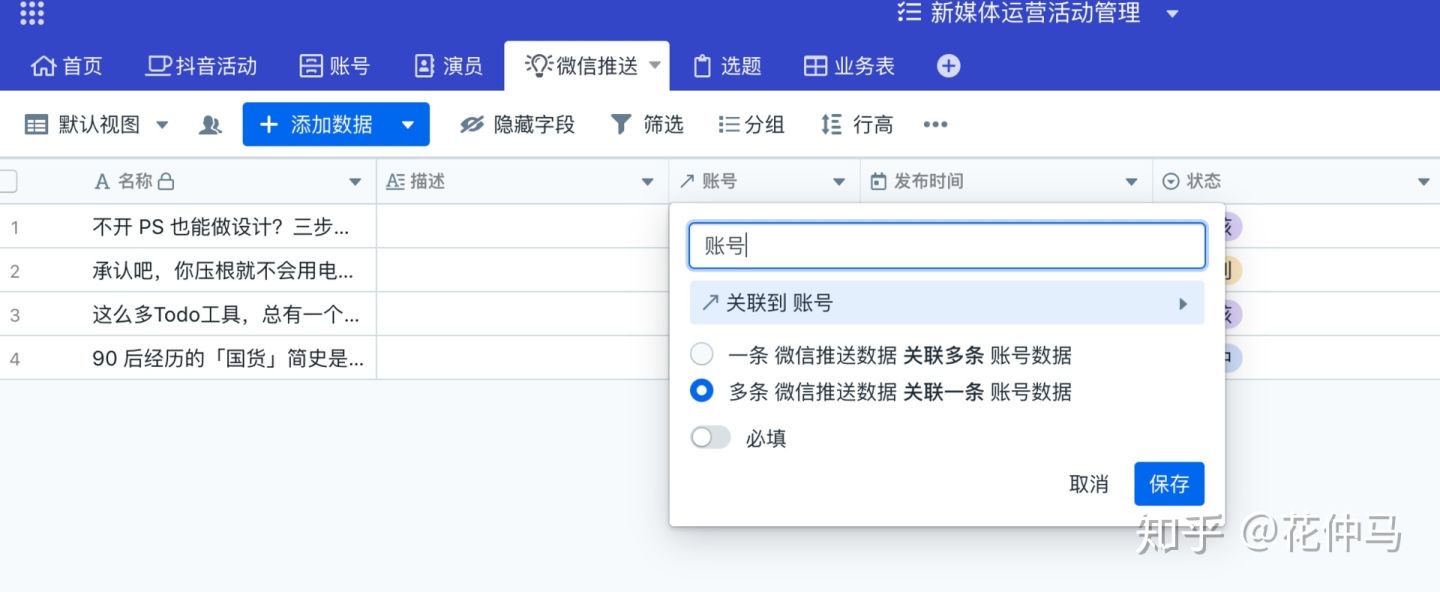 新媒体运营活动管理
首页 抖音活动 账号 演员 微信推送 选题 业务表
默认视图 添加数据 隐藏字段 筛选 分组 行高 •••
名称 描述 账号 发布时间 状态
1 不开 PS 也能做设计？三步...
2 承认吧，你压根就不会用电...
3 这么多Todo工具，总有一个...
4 90 后经历的「国货」简史是...
账号
关联到 账号
一条 微信推送数据 关联多条 账号数据
多条 微信推送数据 关联一条 账号数据
必填
取消 保存
知乎 @花仲马